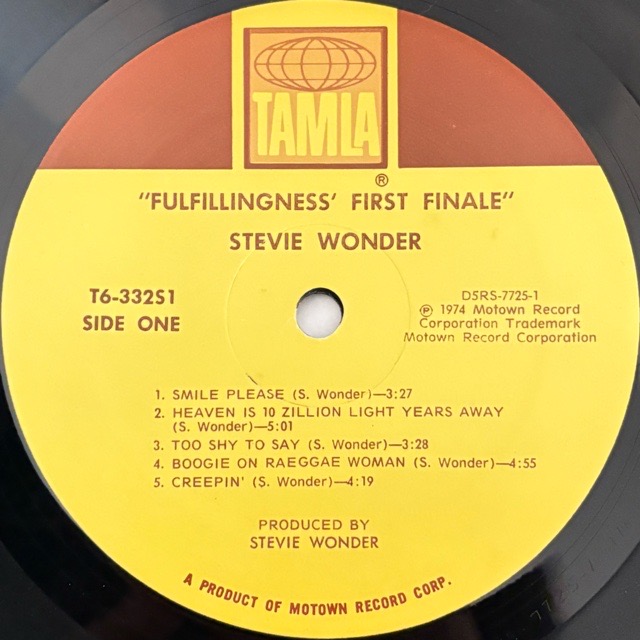 TAMLA
®
"FULFILLINGNESS' FIRST FINALE"
STEVIE WONDER
T6-332S1
SIDE ONE
D5RS-7725-1
℗ 1974 Motown Record
Corporation Trademark
Motown Record Corporation
1. SMILE PLEASE (S. Wonder)—3:27
2. HEAVEN IS 10 ZILLION LIGHT YEARS AWAY
(S. Wonder)—5:01
3. TOO SHY TO SAY (S. Wonder)—3:28
4. BOOGIE ON RAEGGAE WOMAN (S. Wonder)—4:55
5. CREEPIN' (S. Wonder)—4:19
PRODUCED BY
STEVIE WONDER
A PRODUCT OF MOTOWN RECORD CORP.